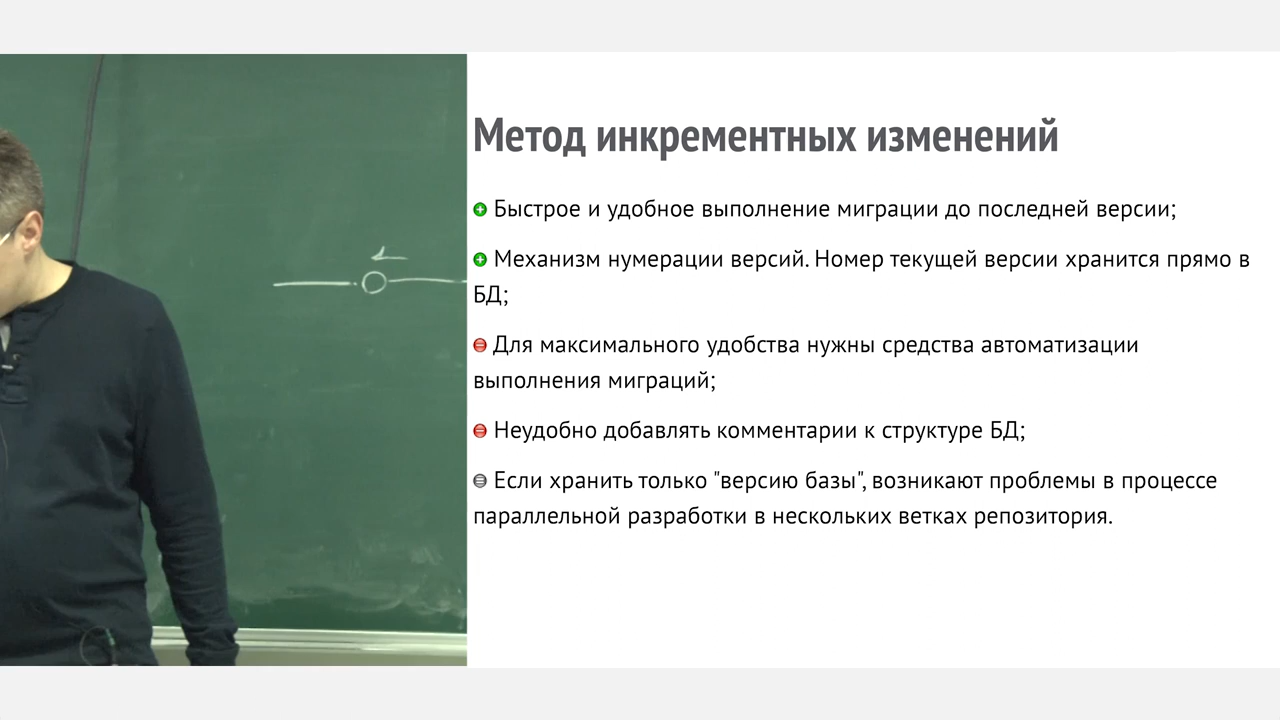 Метод инкрементных изменений
Быстрое и удобное выполнение миграции до последней версии;
Механизм нумерации версий. Номер текущей версии хранится прямо в
БД;
Для максимального удобства нужны средства автоматизации
выполнения миграций;
Неудобно добавлять комментарии к структуре БД;
Если хранить только "версию базы", возникают проблемы в процессе
параллельной разработки в нескольких ветках репозитория.